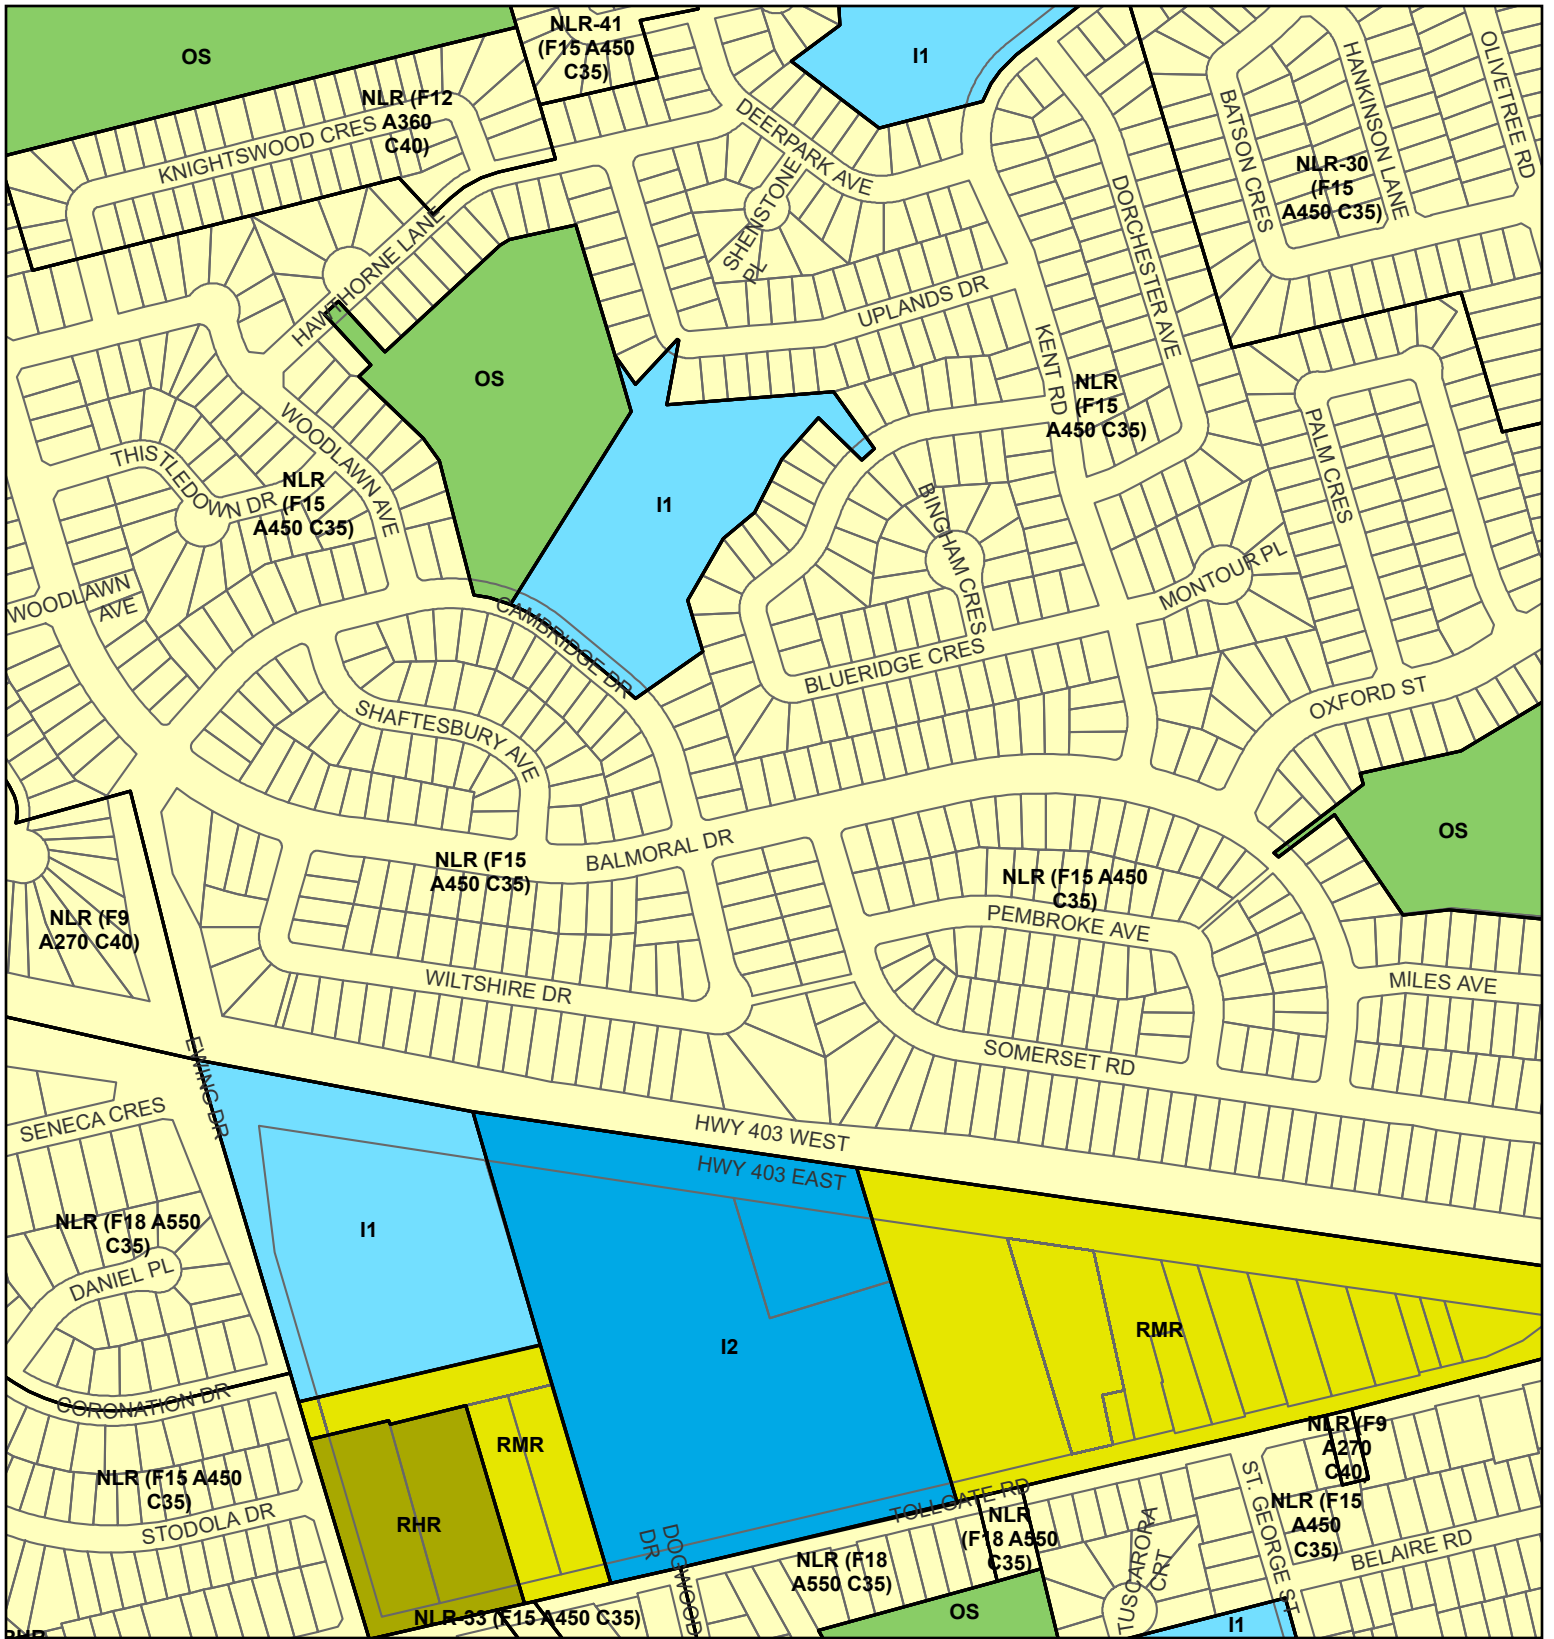 NLR-41
(F15 A450
C35)
I1
OS
NLR (F12
A360
C40)
KNIGHTSWOOD CRES
DEERPARK AVE
SHENSTONE
PL
HAWTHORNE LANE
UPLANDS DR
DORCHESTER AVE
KENT RD
BATSON CRES
HANKINSON LANE
OLIVETREE RD
NLR-30
(F15
A450 C35)
OS
NLR
(F15
A450 C35)
PALM CRES
WOODLAWN AVE
THISTLEDOWN DR
NLR
(F15
A450 C35)
I1
BINGHAM CRES
MONTOUR PL
WOODLAWN
AVE
CAMBRIDGE DR
BLUERIDGE CRES
OXFORD ST
SHAFTESBURY AVE
OS
BALMORAL DR
NLR (F15
A450 C35)
NLR (F15 A450
C35)
PEMBROKE AVE
NLR (F9
A270 C40)
WILTSHIRE DR
MILES AVE
SOMERSET RD
EWING DR
SENECA CRES
HWY 403 WEST
HWY 403 EAST
I1
NLR (F18 A550
C35)
DANIEL PL
I2
RMR
CORONATION DR
RMR
NLR (F9
A270
C40)
NLR (F15 A450
C35)
STODOLA DR
RHR
TOLLGATE RD
NLR
(F18 A550
C35)
ST. GEORGE ST
NLR (F15
A450
C35)
BELAIRE RD
DOGWOOD
DR
NLR (F18
A550 C35)
TUSCARORA
CRT
NLR-33 (F15 A450 C35)
OS
I1